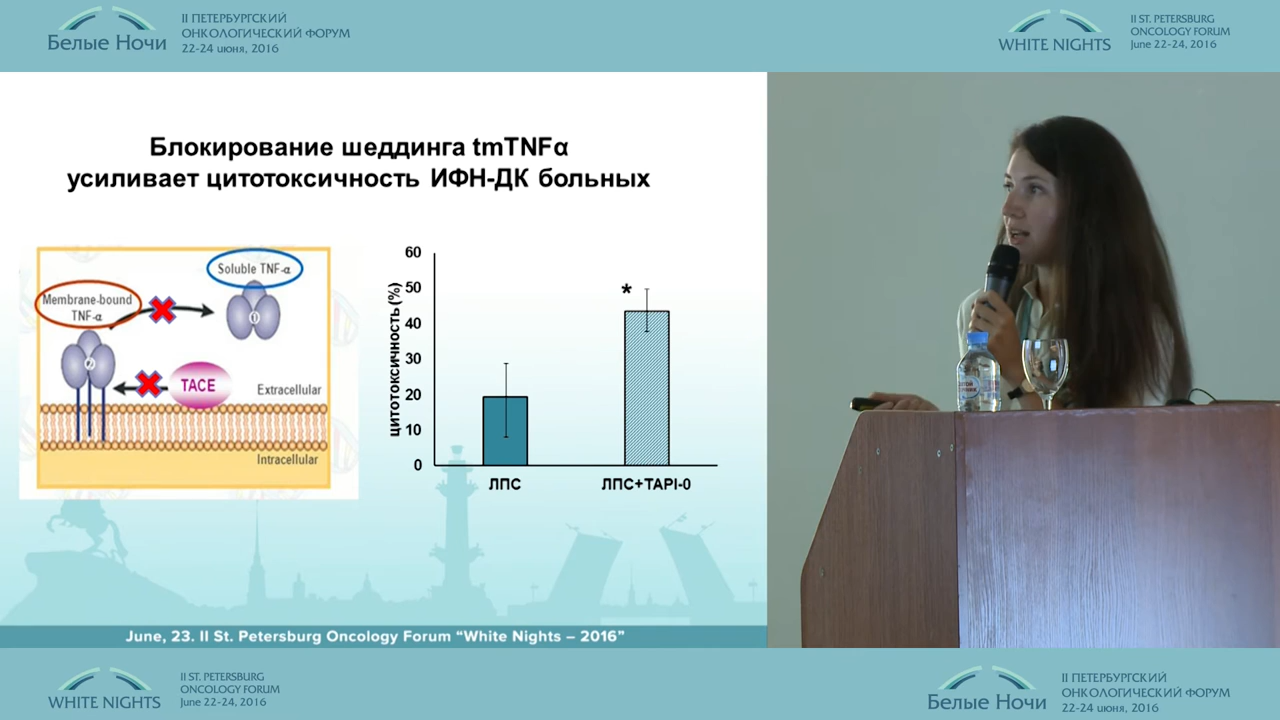 Белые Ночи
II ПЕТЕРБУРГСКИЙ
ОНКОЛОГИЧЕСКИЙ ФОРУМ
22-24 июня, 2016
WHITE NIGHTS
II ST. PETERSBURG
ONCOLOGY FORUM
June 22-24, 2016
Блокирование шеддинга tmTNFα
усиливает цитотоксичность ИФН-ДК больных
Soluble TNF-α
Membrane-bound
TNF-α
1
2
TACE
Extracellular
Intracellular
цитотоксичность (%)
60
50
40
30
20
10
0
*
ЛПС
ЛПС+TAPI-0
June, 23. II St. Petersburg Oncology Forum “White Nights – 2016”
WHITE NIGHTS
II ST. PETERSBURG
ONCOLOGY FORUM
June 22-24, 2016
Белые Ночи
II ПЕТЕРБУРГСКИЙ
ОНКОЛОГИЧЕСКИЙ ФОРУМ
22-24 июня, 2016